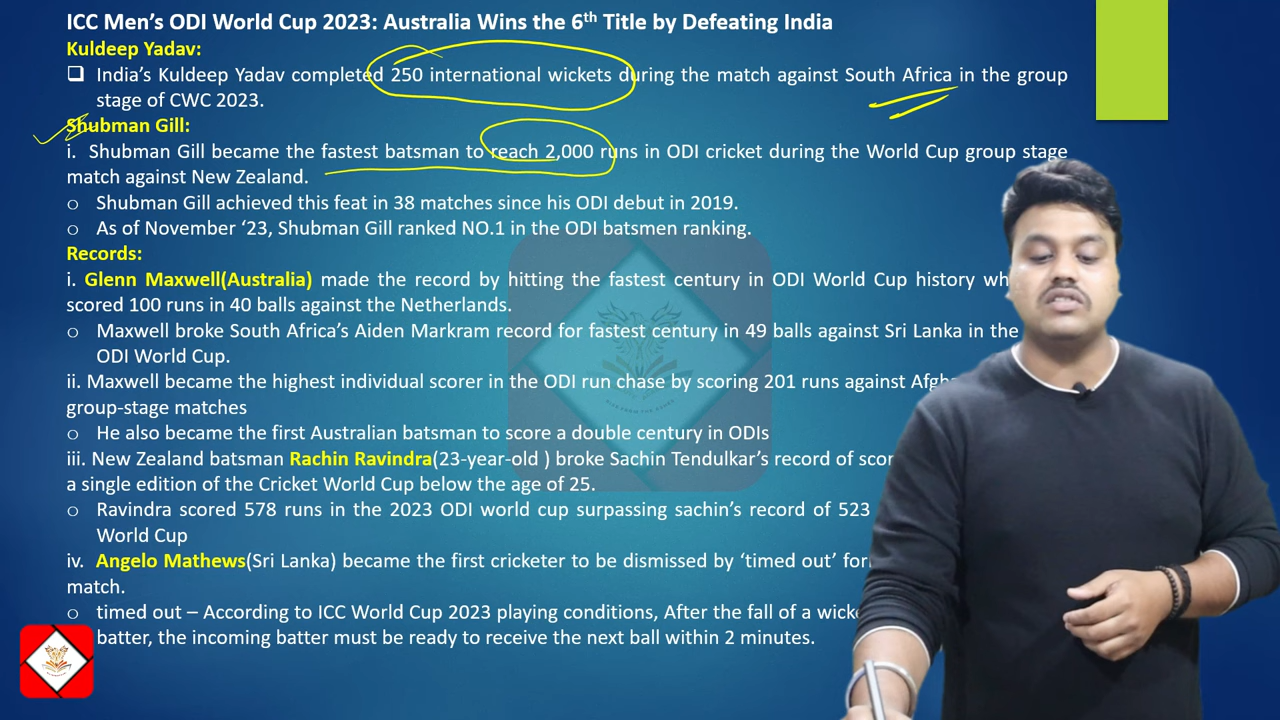 ICC Men's ODI World Cup 2023: Australia Wins the 6th Title by Defeating India
Kuldeep Yadav:
❑ India's Kuldeep Yadav completed 250 international wickets during the match against South Africa in the group
stage of CWC 2023.
Shubman Gill:
i. Shubman Gill became the fastest batsman to reach 2,000 runs in ODI cricket during the World Cup group stage
match against New Zealand.
o Shubman Gill achieved this feat in 38 matches since his ODI debut in 2019.
o As of November '23, Shubman Gill ranked NO.1 in the ODI batsmen ranking.
Records:
i. Glenn Maxwell(Australia) made the record by hitting the fastest century in ODI World Cup history
scored 100 runs in 40 balls against the Netherlands.
o Maxwell broke South Africa's Aiden Markram record for fastest century in 49 balls against Sri Lanka in the
ODI World Cup.
ii. Maxwell became the highest individual scorer in the ODI run chase by scoring 201 runs against
group-stage matches
o He also became the first Australian batsman to score a double century in ODIs
iii. New Zealand batsman Rachin Ravindra(23-year-old ) broke Sachin Tendulkar's record of
a single edition of the Cricket World Cup below the age of 25.
o Ravindra scored 578 runs in the 2023 ODI world cup surpassing sachin's record of 523
World Cup
iv. Angelo Mathews(Sri Lanka) became the first cricketer to be dismissed by 'timed out'
match.
o timed out – According to ICC World Cup 2023 playing conditions, After the fall of a
batter, the incoming batter must be ready to receive the next ball within 2 minutes.